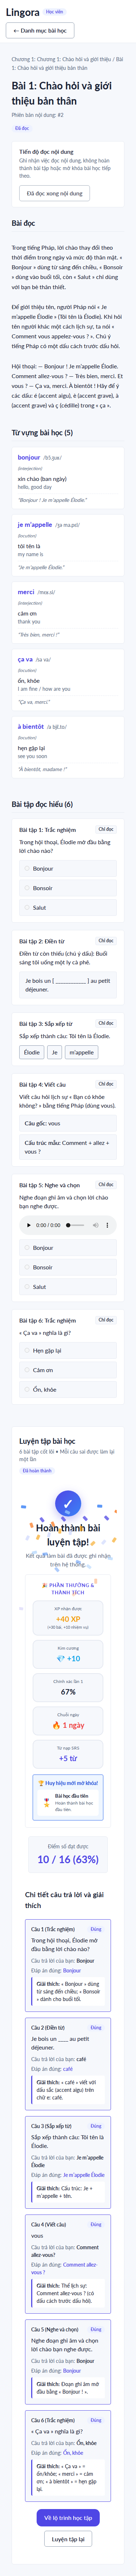 Lingora Học viên
← Danh mục bài học
Chương 1: Chương 1: Chào hỏi và giới thiệu / Bài
1: Chào hỏi và giới thiệu bản thân
Bài 1: Chào hỏi và giới
thiệu bản thân
Phiên bản nội dung: #2
Đã đọc
Tiến độ đọc nội dung
Chỉ ghi nhận việc đọc nội dung, không hoàn
thành bài tập hoặc mở khóa bài học tiếp
theo.
Đã đọc xong nội dung
Bài đọc
Trong tiếng Pháp, lời chào thay đổi theo
thời điểm trong ngày và mức độ thân mật. «
Bonjour » dùng từ sáng đến chiều, « Bonsoir
» dùng vào buổi tối, còn « Salut » chỉ dùng
với bạn bè thân thiết.
Để giới thiệu tên, người Pháp nói « Je
m'appelle Élodie » (Tôi tên là Élodie). Khi hỏi
tên người khác một cách lịch sự, ta nói «
Comment vous appelez-vous ? ». Chú ý
tiếng Pháp có một dấu cách trước dấu hỏi.
Hội thoại: — Bonjour ! Je m'appelle Élodie.
Comment allez-vous ? — Très bien, merci. Et
vous ? — Ça va, merci. À bientôt ! Hãy để ý
các dấu: é (accent aigu), è (accent grave), à
(accent grave) và ç (cédille) trong « ça ».
Từ vựng bài học (5)
bonjour /bɔ̃.ʒuʁ/
(interjection)
xin chào (ban ngày)
hello, good day
"Bonjour ! Je m'appelle Élodie."
je m'appelle /ʒə ma.pɛl/
(locution)
tôi tên là
my name is
"Je m'appelle Élodie."
merci /mɛʁ.si/
(interjection)
cảm ơn
thank you
"Très bien, merci !"
ça va /sa va/
(locution)
ổn, khỏe
I am fine / how are you
"Ça va, merci."
à bientôt /a bjɛ̃.to/
(locution)
hẹn gặp lại
see you soon
"À bientôt, madame !"
Bài tập đọc hiểu (6)
Bài tập 1: Trắc nghiệm Chỉ đọc
Trong hội thoại, Élodie mở đầu bằng
lời chào nào?
Bonjour
Bonsoir
Salut
Bài tập 2: Điền từ Chỉ đọc
Điền từ còn thiếu (chú ý dấu): Buổi
sáng tôi uống một ly cà phê.
Je bois un [ __________ ] au petit
déjeuner.
Bài tập 3: Sắp xếp từ Chỉ đọc
Sắp xếp thành câu: Tôi tên là Élodie.
Élodie Je m'appelle
Bài tập 4: Viết câu Chỉ đọc
Viết câu hỏi lịch sự « Bạn có khỏe
không? » bằng tiếng Pháp (dùng vous).
Câu gốc: vous
Cấu trúc mẫu: Comment + allez +
vous ?
Bài tập 5: Nghe và chọn Chỉ đọc
Nghe đoạn ghi âm và chọn lời chào
bạn nghe được.
0:00 / 0:00
Bonjour
Bonsoir
Salut
Bài tập 6: Trắc nghiệm Chỉ đọc
« Ça va » nghĩa là gì?
Hẹn gặp lại
Cảm ơn
Ổn, khỏe
Luyện tập bài học
6 bài tập cốt lõi • Mỗi câu sai được làm lại
một lần
Đã hoàn thành
Hoàn thành bài
luyện tập!
Kết quả làm bài đã được ghi nhận
trên hệ thống.
🎉 PHẦN THƯỞNG &
THÀNH TÍCH
XP nhận được
+40 XP
Kim cương
💎 +10
Chính xác lần 1
67%
Chuỗi ngày
🔥 1 ngày
Từ nạp SRS
+5 từ
🏆 Huy hiệu mới mở khóa!
Bài học đầu tiên
Hoàn thành bài học
đầu tiên
Điểm số đạt được
10 / 16 (63%)
Chi tiết câu trả lời và giải
thích
Câu 1 (Trắc nghiệm) Đúng
Trong hội thoại, Élodie mở đầu
bằng lời chào nào?
Câu trả lời của bạn: Bonjour
Đáp án đúng: Bonjour
Giải thích: « Bonjour » dùng
từ sáng đến chiều; « Bonsoir
» dành cho buổi tối.
Câu 2 (Điền từ) Đúng
Je bois un ____ au petit
déjeuner.
Câu trả lời của bạn: café
Đáp án đúng: café
Giải thích: « café » viết với
dấu sắc (accent aigu) trên
chữ e: café.
Câu 3 (Sắp xếp từ) Đúng
Sắp xếp thành câu: Tôi tên là
Élodie.
Câu trả lời của bạn: Je m'appelle
Élodie
Đáp án đúng: Je m'appelle Élodie
Giải thích: Cấu trúc: Je +
m'appelle + tên.
Câu 4 (Viết câu) Đúng
vous
Câu trả lời của bạn: Comment
allez-vous?
Đáp án đúng: Comment allez-
vous ?
Giải thích: Thể lịch sự:
Comment allez-vous ? (có
dấu cách trước dấu hỏi).
Câu 5 (Nghe và chọn) Đúng
Nghe đoạn ghi âm và chọn
lời chào bạn nghe được.
Câu trả lời của bạn: Bonjour
Đáp án đúng: Bonjour
Giải thích: Đoạn ghi âm mở
đầu bằng « Bonjour ! ».
Câu 6 (Trắc nghiệm) Đúng
« Ça va » nghĩa là gì?
Câu trả lời của bạn: Ổn, khỏe
Đáp án đúng: Ổn, khỏe
Giải thích: « Ça va » =
ổn/khỏe; « merci » = cảm
ơn; « à bientôt » = hẹn gặp
lại.
Về lộ trình học tập
Luyện tập lại